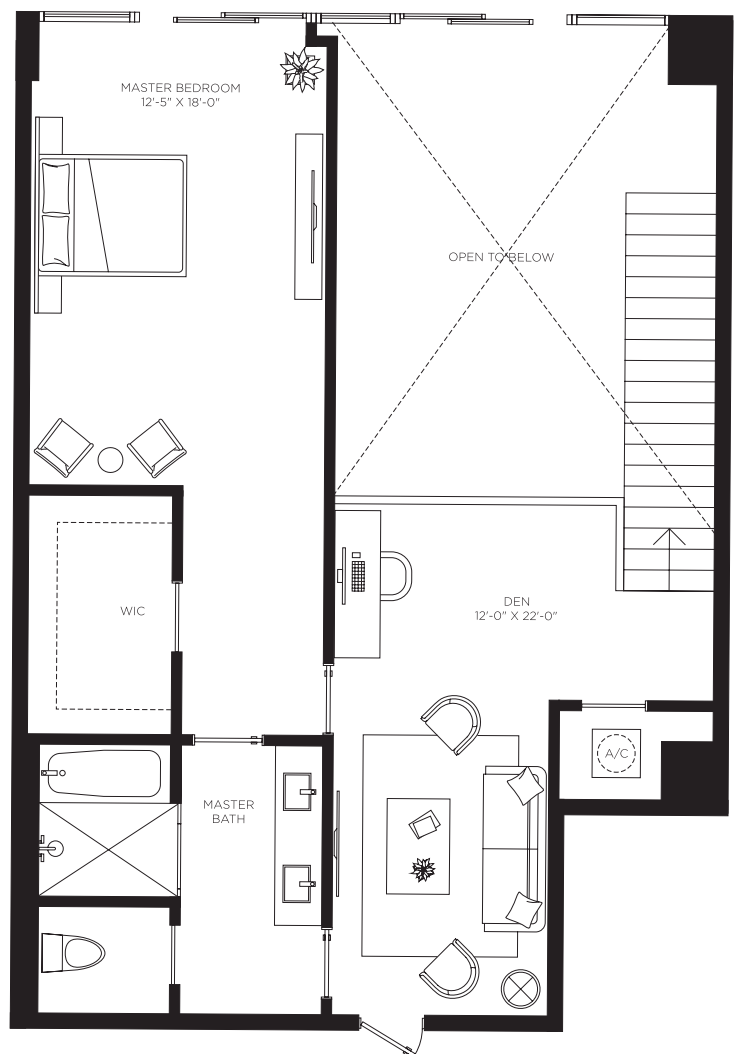 MASTER BEDROOM
12'-5" X 18'-0"
OPEN TO BELOW
DEN
12'-0" X 22'-0"
WIC
A/C
MASTER
BATH